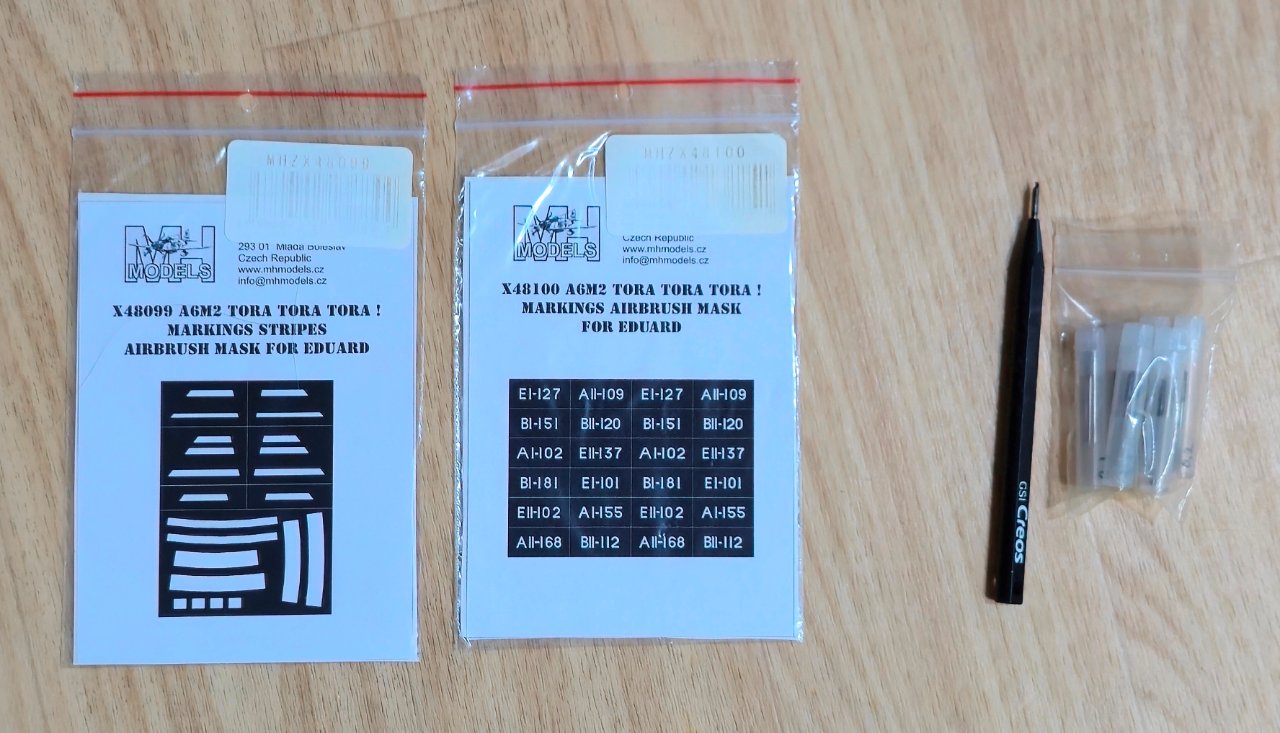 MHZX48099
MH
MODELS
293 01 Mladá Boleslav
Czech Republic
www.mhmodels.cz
info@mhmodels.cz
X48099 A6M2 TORA TORA TORA !
MARKINGS STRIPES
AIRBRUSH MASK FOR EDUARD
MHZX48100
MH
MODELS
Czech Republic
www.mhmodels.cz
info@mhmodels.cz
X48100 A6M2 TORA TORA TORA !
MARKINGS AIRBRUSH MASK
FOR EDUARD
EI-127 AII-109 EI-127 AII-109
BI-151 BII-120 BI-151 BII-120
AI-102 EII-137 AI-102 EII-137
BI-181 EI-101 BI-181 EI-101
EII-102 AI-155 EII-102 AI-155
AII-168 BII-112 AII-168 BII-112
GSI Creos